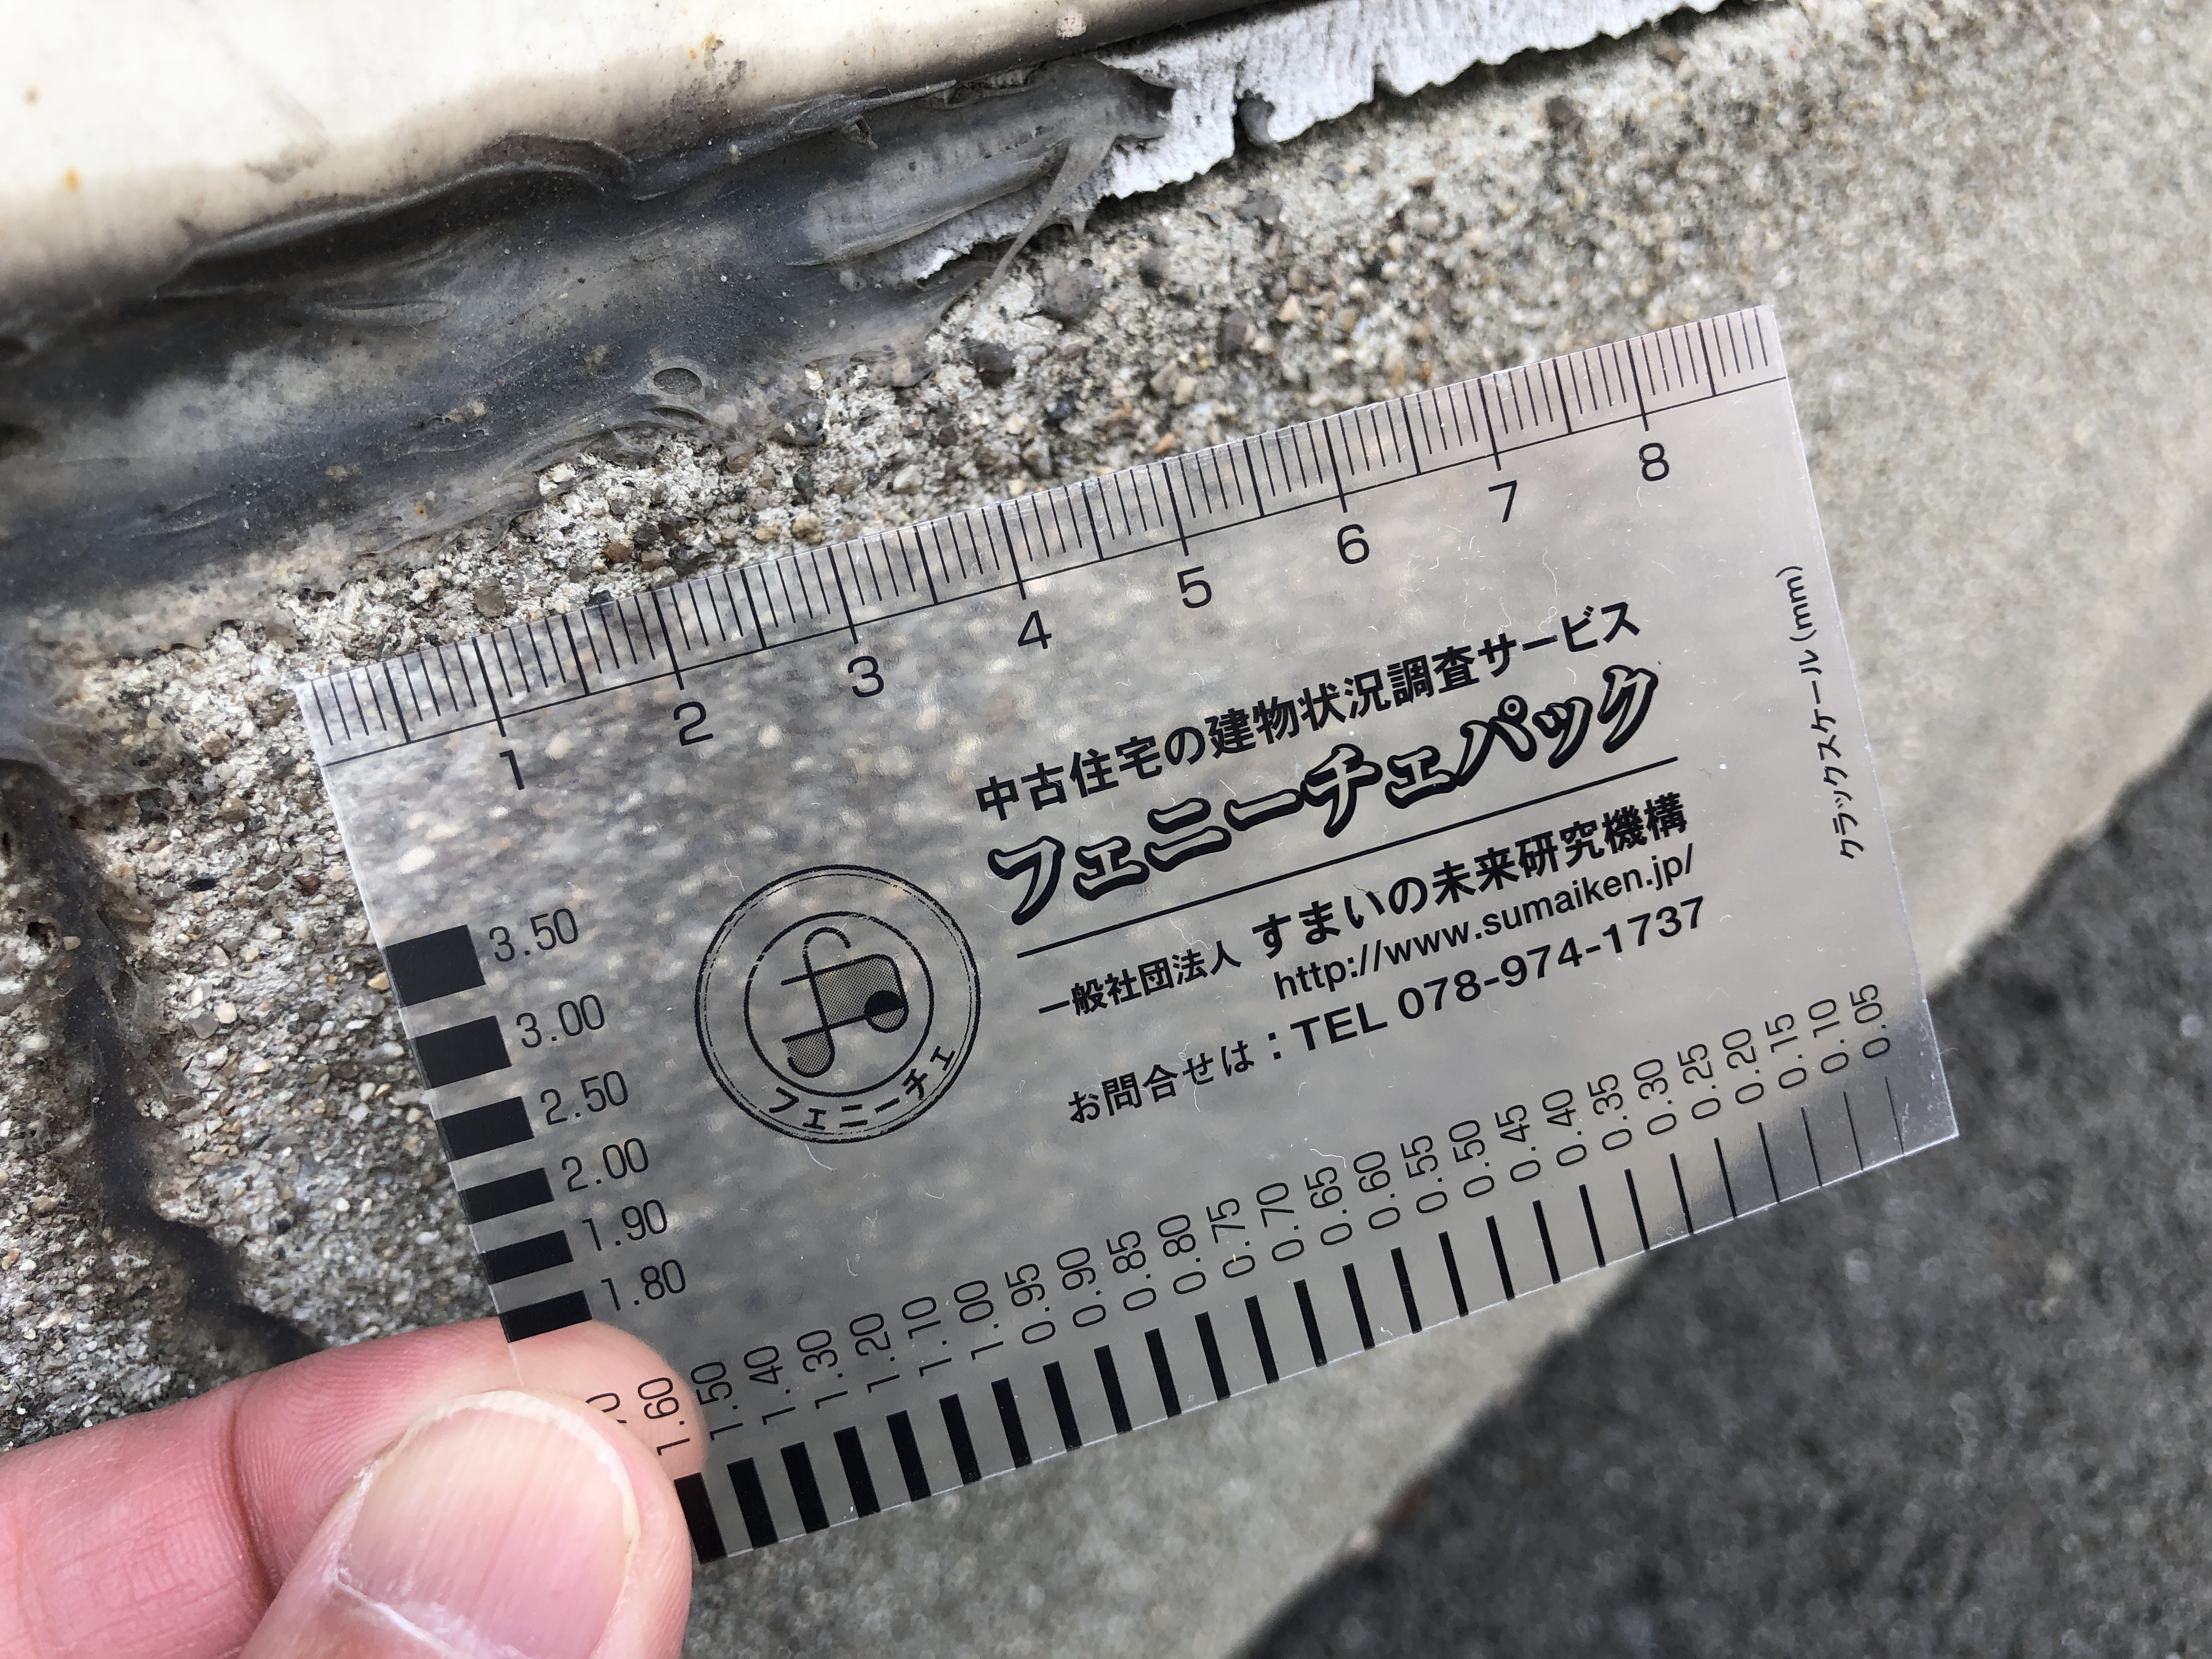 1 2 3 4 5 6 7 8
中古住宅の建物状況調査サービス
フェニーチェパック
一般社団法人 すまいの未来研究機構
http://www.sumaiken.jp/
お問合せは：TEL 078-974-1737
フェニーチェ
クラックスケール(mm)
3.50
3.00
2.50
2.00
1.90
1.80
1.60 1.50 1.40 1.30 1.20 1.10 1.00 0.95 0.90 0.85 0.80 0.75 0.70 0.65 0.60 0.55 0.50 0.45 0.40 0.35 0.30 0.25 0.20 0.15 0.10 0.05